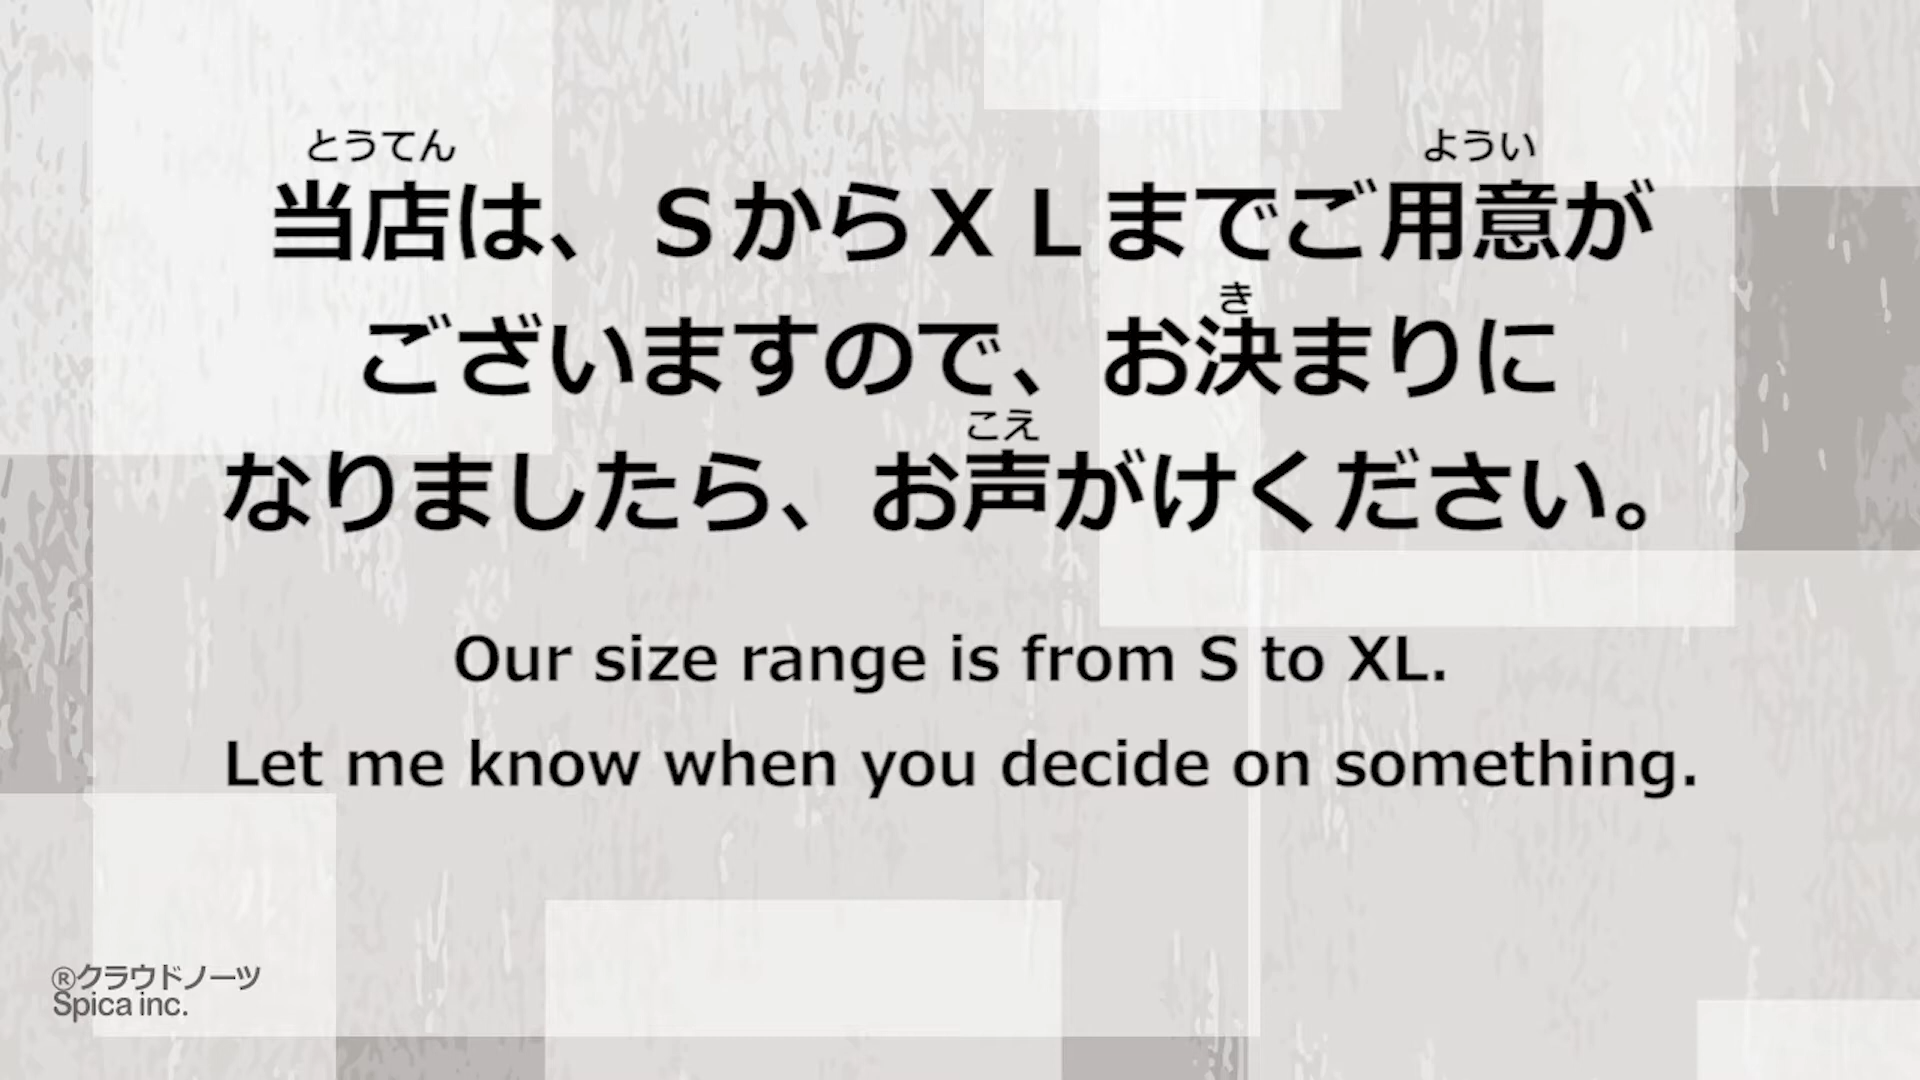 とうてん ようい
当店は、SからXLまでご用意が
き
ございますので、お決まりに
こえ
なりましたら、お声がけください。
Our size range is from S to XL.
Let me know when you decide on something.
®クラウドノーツ
Spica inc.